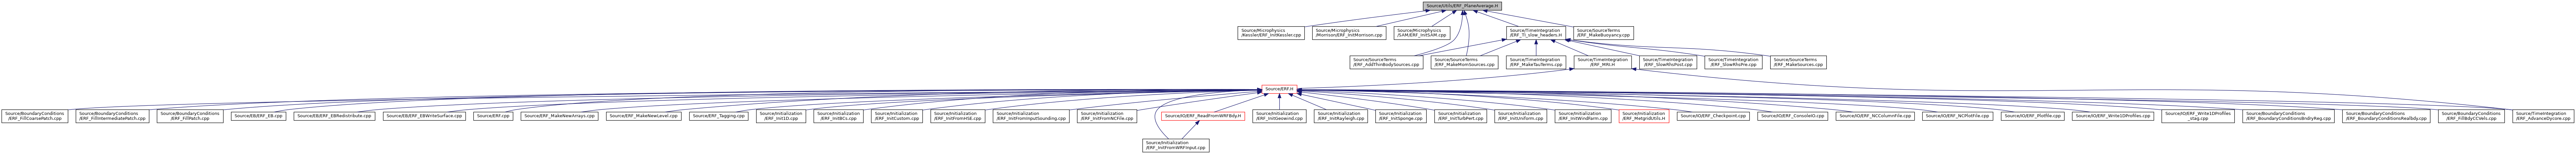 Source/Utils/ERF_PlaneAverage.H
Source/Microphysics
/Kessler/ERF_InitKessler.cpp
Source/Microphysics
/Morrison/ERF_InitMorrison.cpp
Source/Microphysics
/SAM/ERF_InitSAM.cpp
Source/TimeIntegration
/ERF_TI_slow_headers.H
Source/SourceTerms
/ERF_MakeBuoyancy.cpp
Source/SourceTerms
/ERF_AddThinBodySources.cpp
Source/SourceTerms
/ERF_MakeMomSources.cpp
Source/TimeIntegration
/ERF_MakeTauTerms.cpp
Source/TimeIntegration
/ERF_MRI.H
Source/TimeIntegration
/ERF_SlowRhsPost.cpp
Source/TimeIntegration
/ERF_SlowRhsPre.cpp
Source/SourceTerms
/ERF_MakeSources.cpp
Source/ERF.H
Source/BoundaryConditions
/ERF_FillCoarsePatch.cpp
Source/BoundaryConditions
/ERF_FillIntermediatePatch.cpp
Source/BoundaryConditions
/ERF_FillPatch.cpp
Source/EB/ERF_EB.cpp
Source/EB/ERF_EBRedistribute.cpp
Source/EB/ERF_EBWriteSurface.cpp
Source/ERF.cpp
Source/ERF_MakeNewArrays.cpp
Source/ERF_MakeNewLevel.cpp
Source/ERF_Tagging.cpp
Source/Initialization
/ERF_Init1D.cpp
Source/Initialization
/ERF_InitBCs.cpp
Source/Initialization
/ERF_InitCustom.cpp
Source/Initialization
/ERF_InitFromHSE.cpp
Source/Initialization
/ERF_InitFromInputSounding.cpp
Source/Initialization
/ERF_InitFromNCFile.cpp
Source/IO/ERF_ReadFromWRFBdy.H
Source/Initialization
/ERF_InitGeowind.cpp
Source/Initialization
/ERF_InitRayleigh.cpp
Source/Initialization
/ERF_InitSponge.cpp
Source/Initialization
/ERF_InitTurbPert.cpp
Source/Initialization
/ERF_InitUniform.cpp
Source/Initialization
/ERF_InitWindFarm.cpp
Source/Initialization
/ERF_MetgridUtils.H
Source/IO/ERF_Checkpoint.cpp
Source/IO/ERF_ConsoleIO.cpp
Source/IO/ERF_NCColumnFile.cpp
Source/IO/ERF_NCPlotFile.cpp
Source/IO/ERF_Plotfile.cpp
Source/IO/ERF_Write1DProfiles.cpp
Source/IO/ERF_Write1DProfiles
_stag.cpp
Source/BoundaryConditions
/ERF_BoundaryConditionsBndryReg.cpp
Source/BoundaryConditions
/ERF_BoundaryConditionsRealbdy.cpp
Source/BoundaryConditions
/ERF_FillBdyCCVels.cpp
Source/TimeIntegration
/ERF_AdvanceDycore.cpp
Source/Initialization
/ERF_InitFromWRFInput.cpp